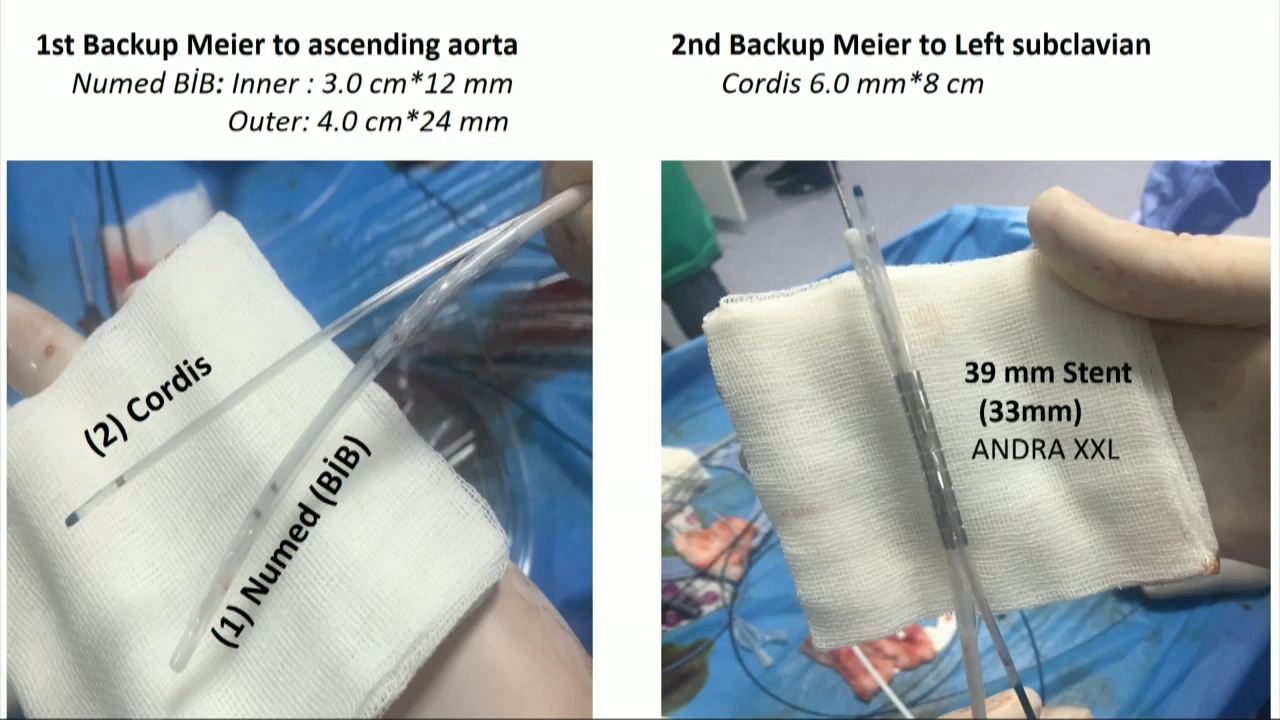 1st Backup Meier to ascending aorta
Numed BİB: Inner : 3.0 cm*12 mm
Outer: 4.0 cm*24 mm
2nd Backup Meier to Left subclavian
Cordis 6.0 mm*8 cm
(2) Cordis
(1) Numed (BİB)
39 mm Stent
(33mm)
ANDRA XXL